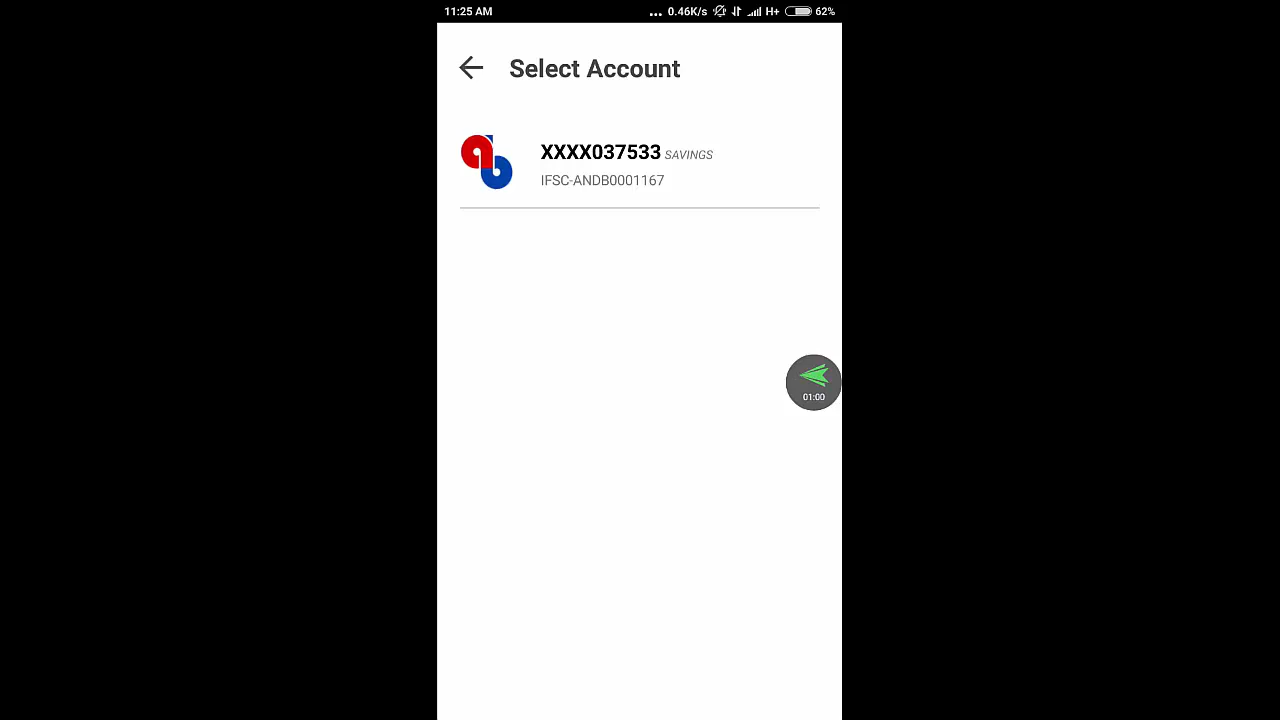 11:25 AM ... 0.46K/s H+ 62%
Select Account
XXXX037533 SAVINGS
IFSC-ANDB0001167
01:00